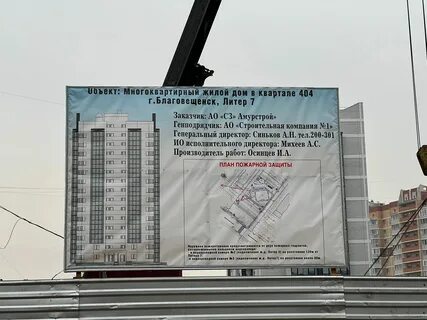 Объект: Многоквартирный жилой дом в квартале 404
г.Благовещенск, Литер 7
Заказчик: АО «СЗ» Амурстрой»
Генподрядчик: АО «Строительная компания №1»
Генеральный директор: Синьков А.Н. тел.200-301
ИО исполнительного директора: Михеев А.С.
Производитель работ: Осинцев И.А.
ПЛАН ПОЖАРНОЙ ЗАЩИТЫ